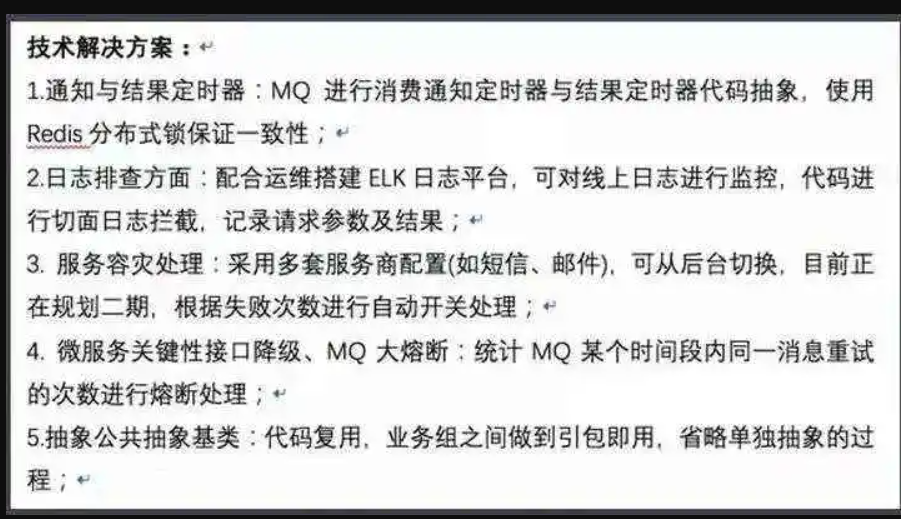 技术解决方案：
1.通知与结果定时器：MQ 进行消费通知定时器与结果定时器代码抽象，使用
Redis 分布式锁保证一致性；
2.日志排查方面：配合运维搭建 ELK 日志平台，可对线上日志进行监控，代码进
行切面日志拦截，记录请求参数及结果；
3. 服务容灾处理：采用多套服务商配置(如短信、邮件)，可从后台切换，目前正
在规划二期，根据失败次数进行自动开关处理；
4. 微服务关键性接口降级、MQ 大熔断：统计 MQ 某个时间段内同一消息重试
的次数进行熔断处理；
5.抽象公共抽象基类：代码复用，业务组之间做到引包即用，省略单独抽象的过
程；